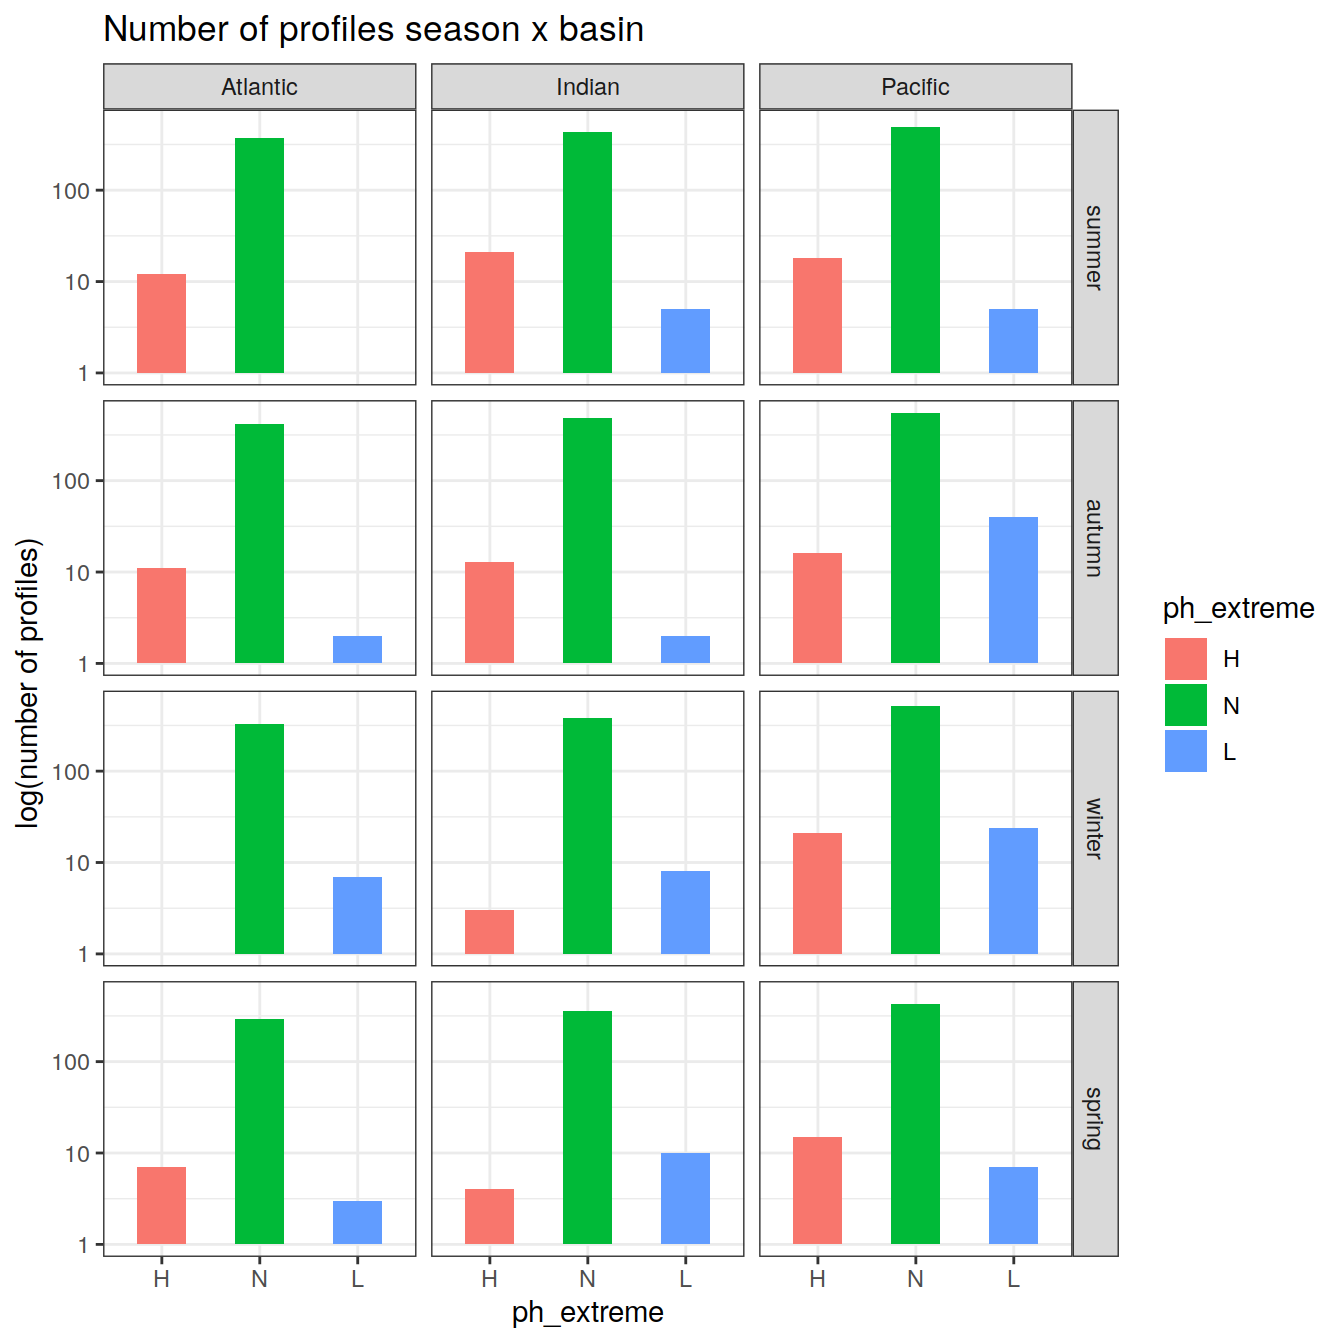 Number of profiles season x basin
Atlantic
Indian
Pacific
100
10
1
summer
100
10
1
autumn
100
10
1
winter
100
10
1
spring
log(number of profiles)
H N L
H N L
H N L
ph_extreme
ph_extreme
H
N
L